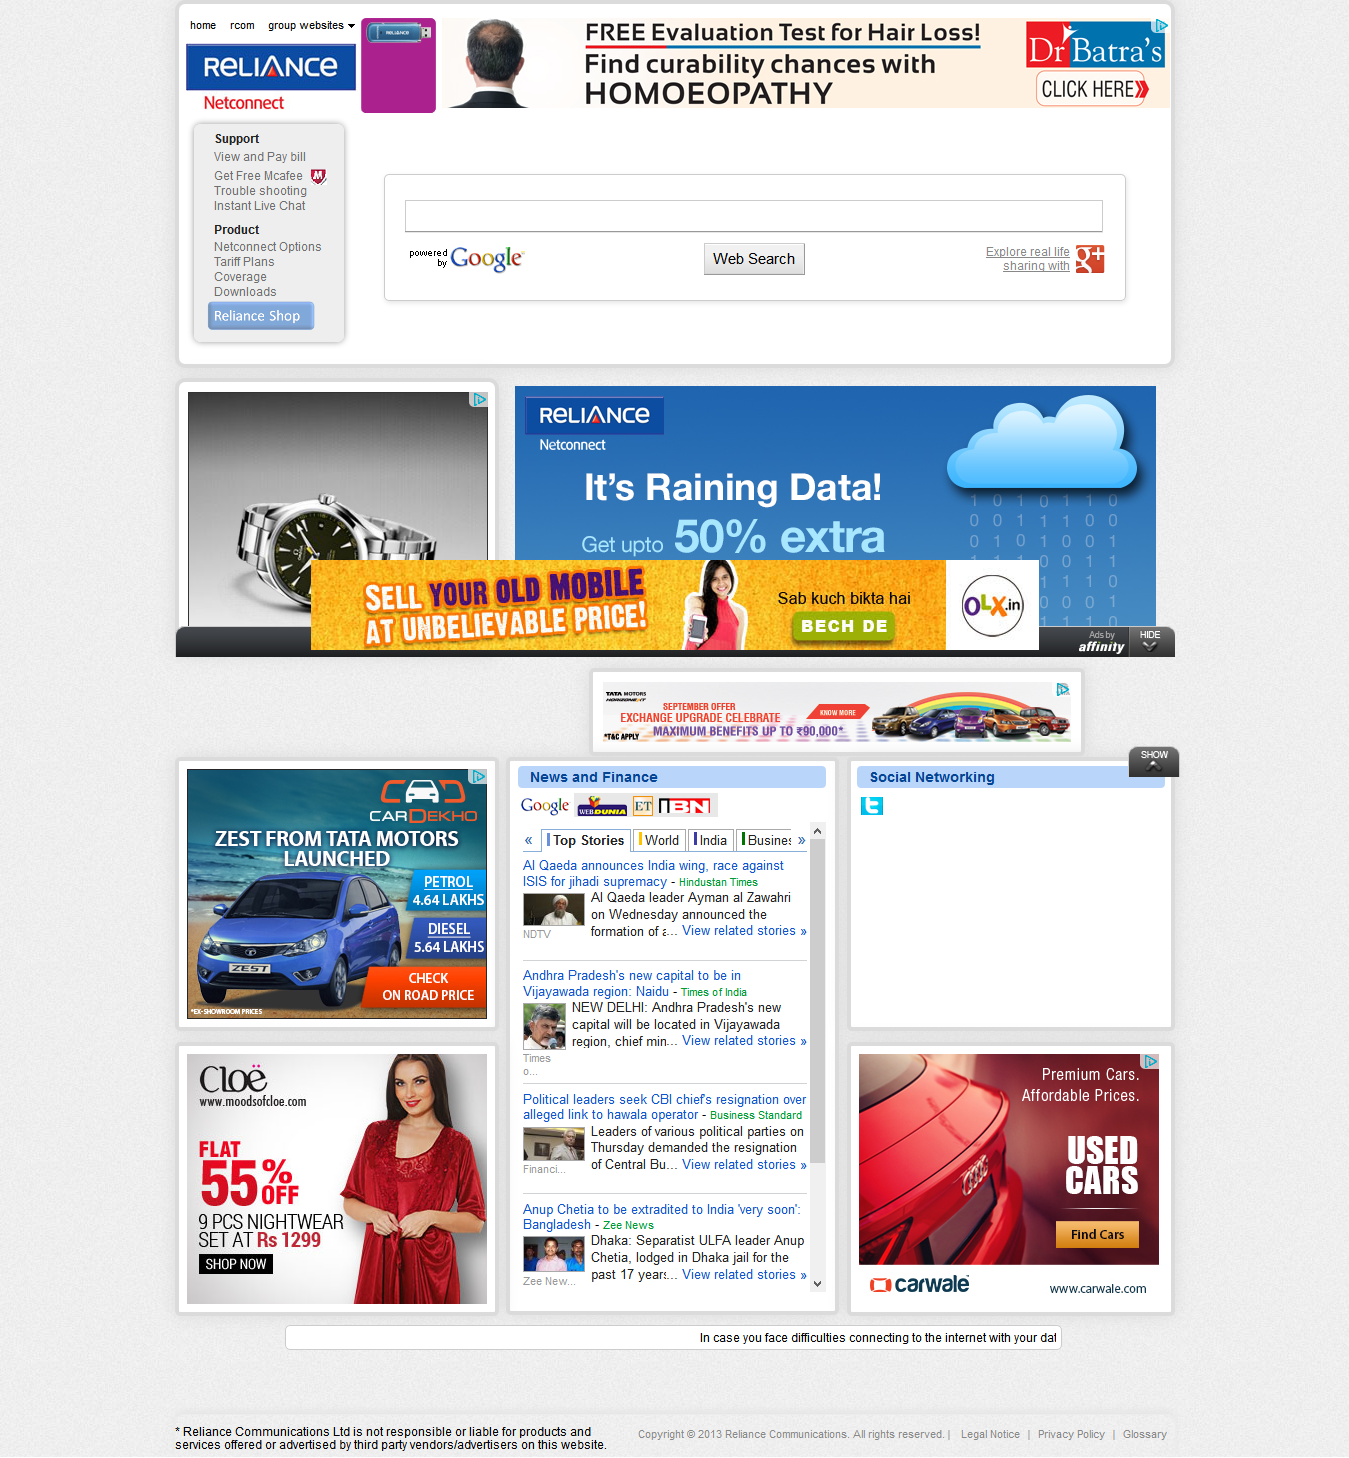 home rcom group websites
RELIANCE
Netconnect
RELIANCE
FREE Evaluation Test for Hair Loss!
Find curability chances with
HOMOEOPATHY
Dr Batra's
CLICK HERE
Support
View and Pay bill
Get Free Mcafee
Trouble shooting
Instant Live Chat
Product
Netconnect Options
Tariff Plans
Coverage
Downloads
Reliance Shop
powered
by Google
Web Search
Explore real life
sharing with
g+
RELIANCE
Netconnect
It's Raining Data!
Get upto 50% extra
SELL YOUR OLD MOBILE
AT UNBELIEVABLE PRICE!
Sab kuch bikta hai
BECH DE
OLX.in
Ads by
affinity
HIDE
TATA MOTORS
HORIZONEXT
SEPTEMBER OFFER
EXCHANGE UPGRADE CELEBRATE
MAXIMUM BENEFITS UP TO ₹90,000*
*T&C APPLY
KNOW MORE
SHOW
CARDEKHO
ZEST FROM TATA MOTORS
LAUNCHED
PETROL
4.64 LAKHS
DIESEL
5.64 LAKHS
ZEST
CHECK
ON ROAD PRICE
*EX-SHOWROOM PRICES
News and Finance
Google WEBDUNIA ET IBN
« Top Stories World India Busines »
Al Qaeda announces India wing, race against
ISIS for jihadi supremacy - Hindustan Times
Al Qaeda leader Ayman al Zawahri
on Wednesday announced the
formation of a... View related stories »
NDTV
Andhra Pradesh's new capital to be in
Vijayawada region: Naidu - Times of India
NEW DELHI: Andhra Pradesh's new
capital will be located in Vijayawada
region, chief min... View related stories »
Times
o...
Political leaders seek CBI chief's resignation over
alleged link to hawala operator - Business Standard
Leaders of various political parties on
Thursday demanded the resignation
of Central Bu... View related stories »
Financi...
Anup Chetia to be extradited to India 'very soon':
Bangladesh - Zee News
Dhaka: Separatist ULFA leader Anup
Chetia, lodged in Dhaka jail for the
past 17 years... View related stories »
Zee New...
Social Networking
Cloë
www.moodsofcloe.com
FLAT
55% OFF
9 PCS NIGHTWEAR
SET AT Rs 1299
SHOP NOW
Premium Cars.
Affordable Prices.
USED
CARS
Find Cars
carwale
www.carwale.com
In case you face difficulties connecting to the internet with your dat
* Reliance Communications Ltd is not responsible or liable for products and
services offered or advertised by third party vendors/advertisers on this website.
Copyright © 2013 Reliance Communications. All rights reserved. | Legal Notice | Privacy Policy | Glossary